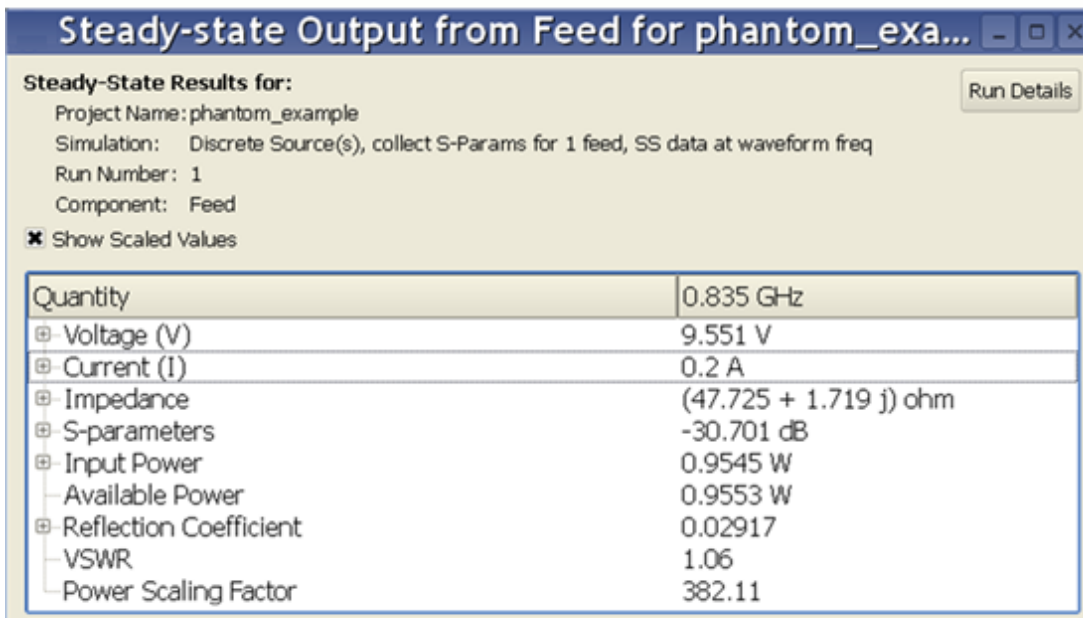 Steady-state Output from Feed for phantom_exa...
Steady-State Results for:
Run Details
Project Name: phantom_example
Simulation: Discrete Source(s), collect S-Params for 1 feed, SS data at waveform freq
Run Number: 1
Component: Feed
Show Scaled Values
Quantity 0.835 GHz
Voltage (V) 9.551 V
Current (I) 0.2 A
Impedance (47.725 + 1.719 j) ohm
S-parameters -30.701 dB
Input Power 0.9545 W
Available Power 0.9553 W
Reflection Coefficient 0.02917
VSWR 1.06
Power Scaling Factor 382.11